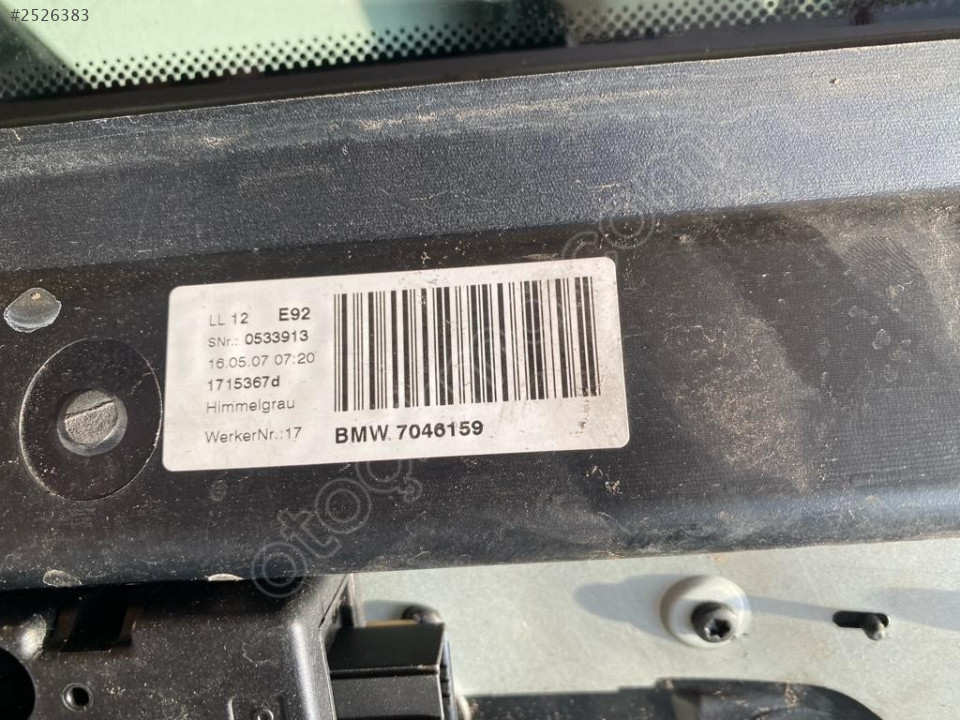 #2526383
LL 12 E92
SNr.: 0533913
16.05.07 07:20
1715367d
Himmelgrau
WerkerNr.:17 BMW 7046159